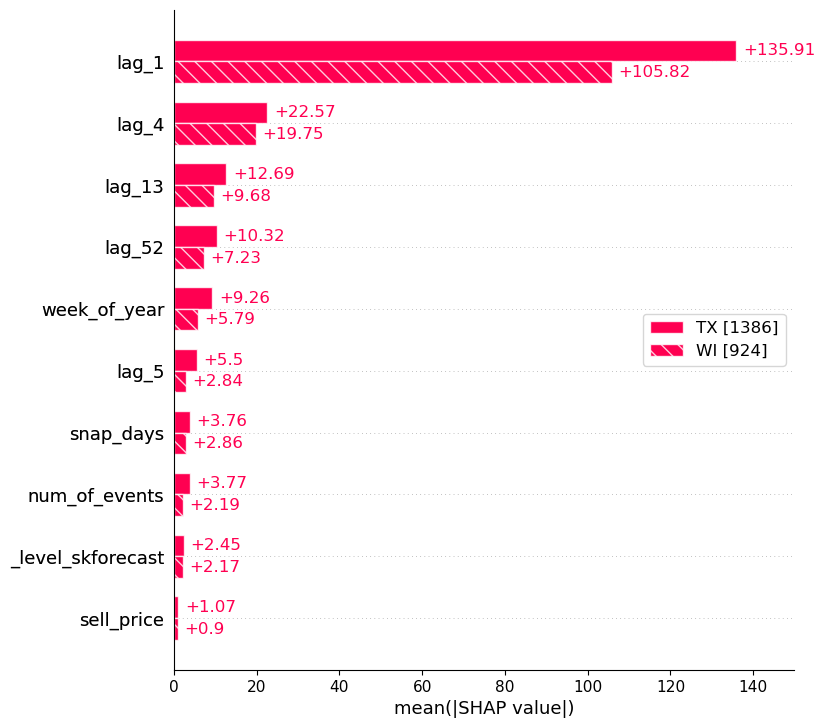 lag_1
+135.91
+105.82
lag_4
+22.57
+19.75
lag_13
+12.69
+9.68
lag_52
+10.32
+7.23
week_of_year
+9.26
+5.79
lag_5
+5.5
+2.84
snap_days
+3.76
+2.86
num_of_events
+3.77
+2.19
_level_skforecast
+2.45
+2.17
sell_price
+1.07
+0.9
TX [1386]
WI [924]
0 20 40 60 80 100 120 140
mean(|SHAP value|)